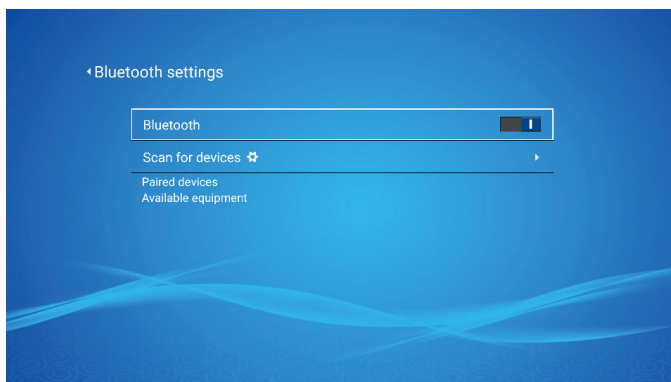 Bluetooth settings
Bluetooth
Scan for devices
Paired devices
Available equipment